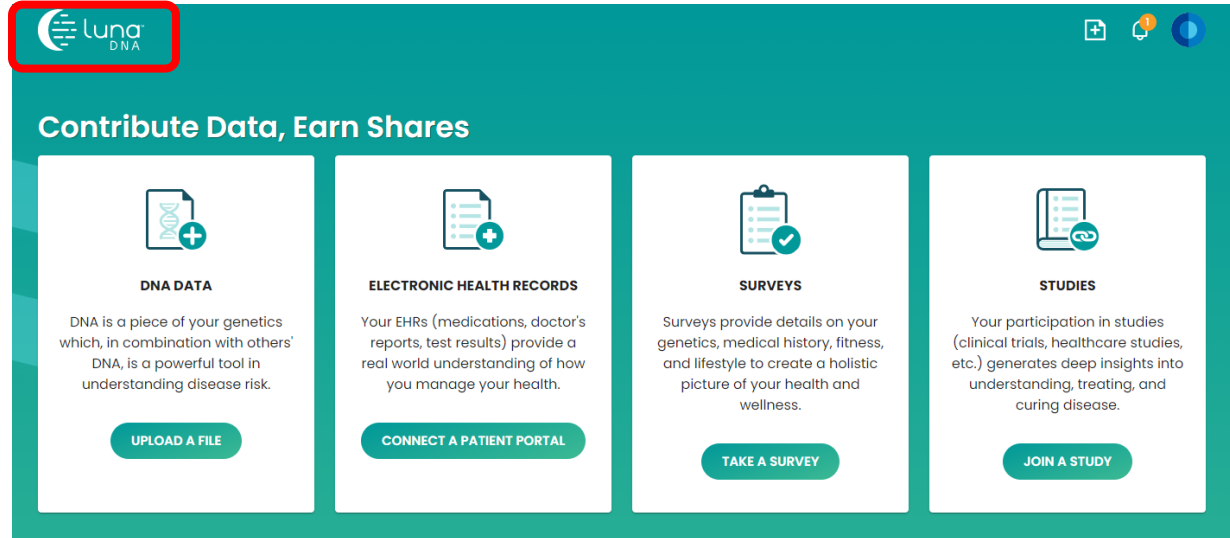 luna
DNA
1
Contribute Data, Earn Shares
DNA DATA
DNA is a piece of your genetics
which, in combination with others'
DNA, is a powerful tool in
understanding disease risk.
UPLOAD A FILE
ELECTRONIC HEALTH RECORDS
Your EHRs (medications, doctor's
reports, test results) provide a
real world understanding of how
you manage your health.
CONNECT A PATIENT PORTAL
SURVEYS
Surveys provide details on your
genetics, medical history, fitness,
and lifestyle to create a holistic
picture of your health and
wellness.
TAKE A SURVEY
STUDIES
Your participation in studies
(clinical trials, healthcare studies,
etc.) generates deep insights into
understanding, treating, and
curing disease.
JOIN A STUDY